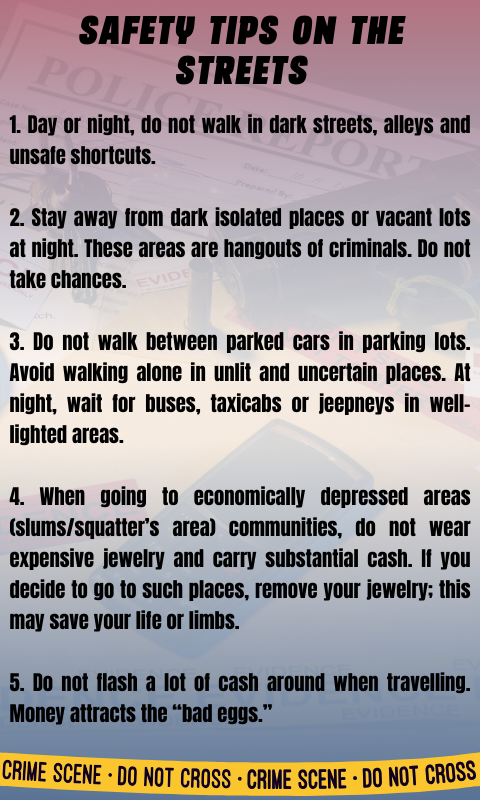 SAFETY TIPS ON THE
STREETS
POLICE REPORT
1. Day or night, do not walk in dark streets, alleys and
unsafe shortcuts.
2. Stay away from dark isolated places or vacant lots
at night. These areas are hangouts of criminals. Do not
take chances.
EVIDENCE
3. Do not walk between parked cars in parking lots.
Avoid walking alone in unlit and uncertain places. At
night, wait for buses, taxicabs or jeepneys in well-
lighted areas.
4. When going to economically depressed areas
(slums/squatter's area) communities, do not wear
expensive jewelry and carry substantial cash. If you
decide to go to such places, remove your jewelry; this
may save your life or limbs.
EVIDENCE EVIDENCE
5. Do not flash a lot of cash around when travelling.
Money attracts the “bad eggs.”
EVIDENCE
CRIME SCENE · DO NOT CROSS · CRIME SCENE · DO NOT CROSS